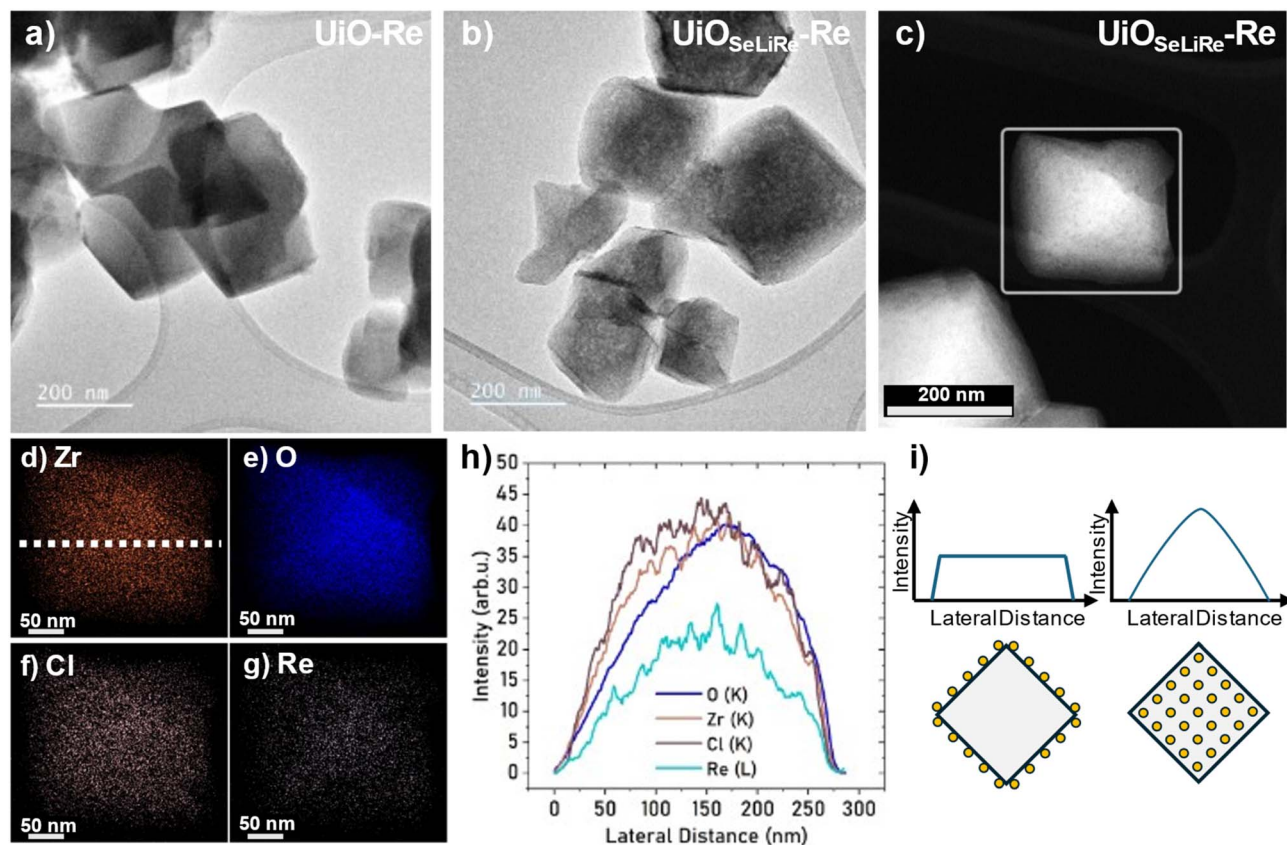 a) UiO-Re
200 nm
b) UiOSeLiRe-Re
200 nm
c) UiOSeLiRe-Re
200 nm
d) Zr
50 nm
e) O
50 nm
f) Cl
50 nm
g) Re
50 nm
h)
Intensity (arb.u.)
50
45
40
35
30
25
20
15
10
5
0
O (K)
Zr (K)
Cl (K)
Re (L)
0 50 100 150 200 250 300
Lateral Distance (nm)
i)
Intensity
Lateral Distance
Intensity
Lateral Distance